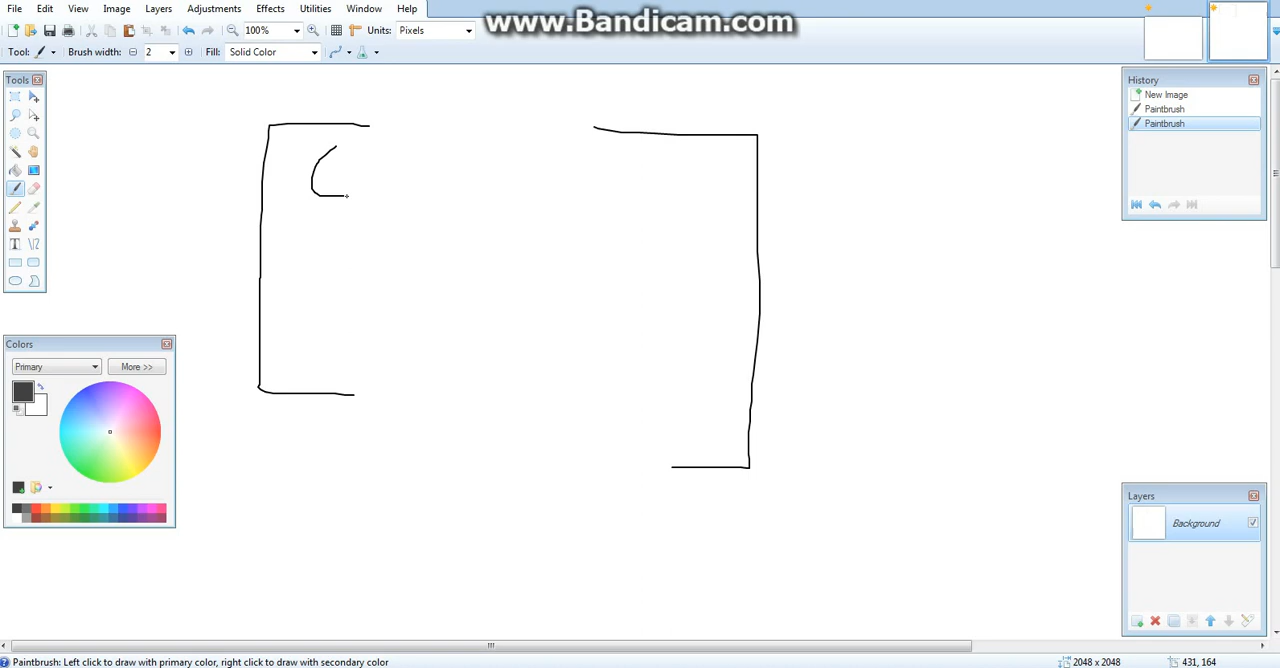 www.Bandicam.com
File Edit View Image Layers Adjustments Effects Utilities Window Help
100% Units: Pixels
Tool: Brush width: 2 Fill: Solid Color
Tools
History
New Image
Paintbrush
Paintbrush
Colors
Primary More >>
Layers
Background
Paintbrush: Left click to draw with primary color, right click to draw with secondary color 2048 x 2048 431, 164